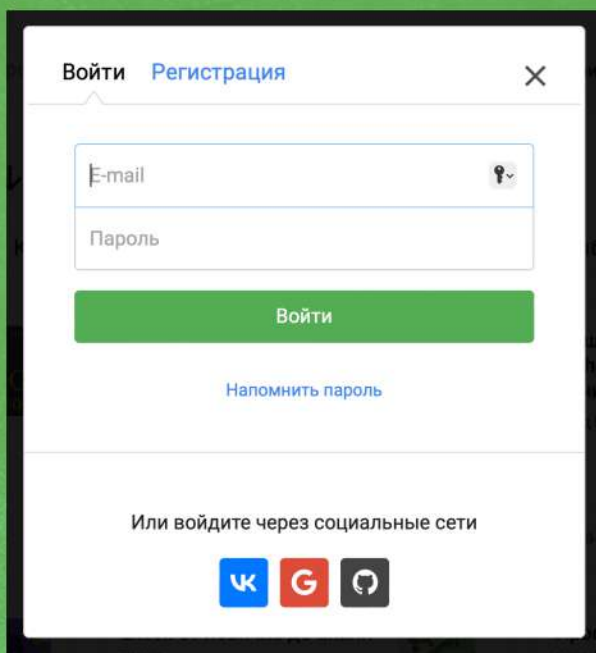 Войти Регистрация
E-mail
Пароль
Войти
Напомнить пароль
Или войдите через социальные сети